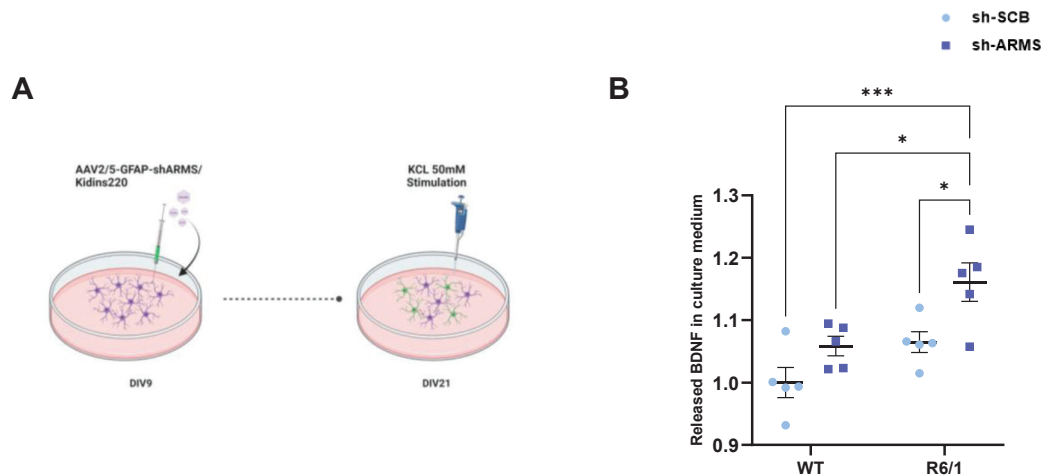 sh-SCB
sh-ARMS
A
B
AAV2/5-GFAP-shARMS/
Kidins220
KCL 50mM
Stimulation
DIV9
DIV21
***
*
*
Released BDNF in culture medium
1.3
1.2
1.1
1.0
0.9
WT
R6/1